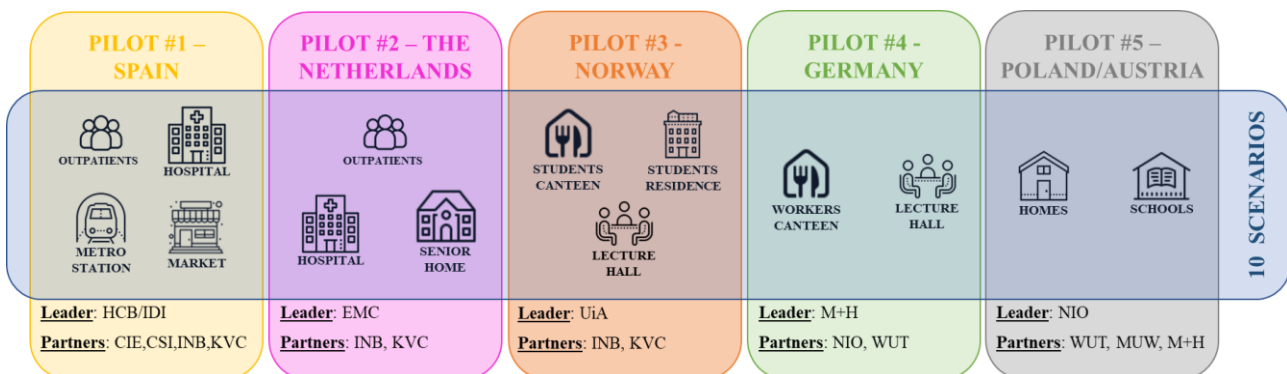 PILOT #1 –
SPAIN
OUTPATIENTS
HOSPITAL
METRO
STATION
MARKET
Leader: HCB/IDI
Partners: CIE,CSI,INB,KVC
PILOT #2 – THE
NETHERLANDS
OUTPATIENTS
HOSPITAL
SENIOR
HOME
Leader: EMC
Partners: INB, KVC
PILOT #3 -
NORWAY
STUDENTS
CANTEEN
STUDENTS
RESIDENCE
LECTURE
HALL
Leader: UiA
Partners: INB, KVC
PILOT #4 -
GERMANY
WORKERS
CANTEEN
LECTURE
HALL
Leader: M+H
Partners: NIO, WUT
PILOT #5 –
POLAND/AUSTRIA
HOMES
SCHOOLS
Leader: NIO
Partners: WUT, MUW, M+H
10 SCENARIOS